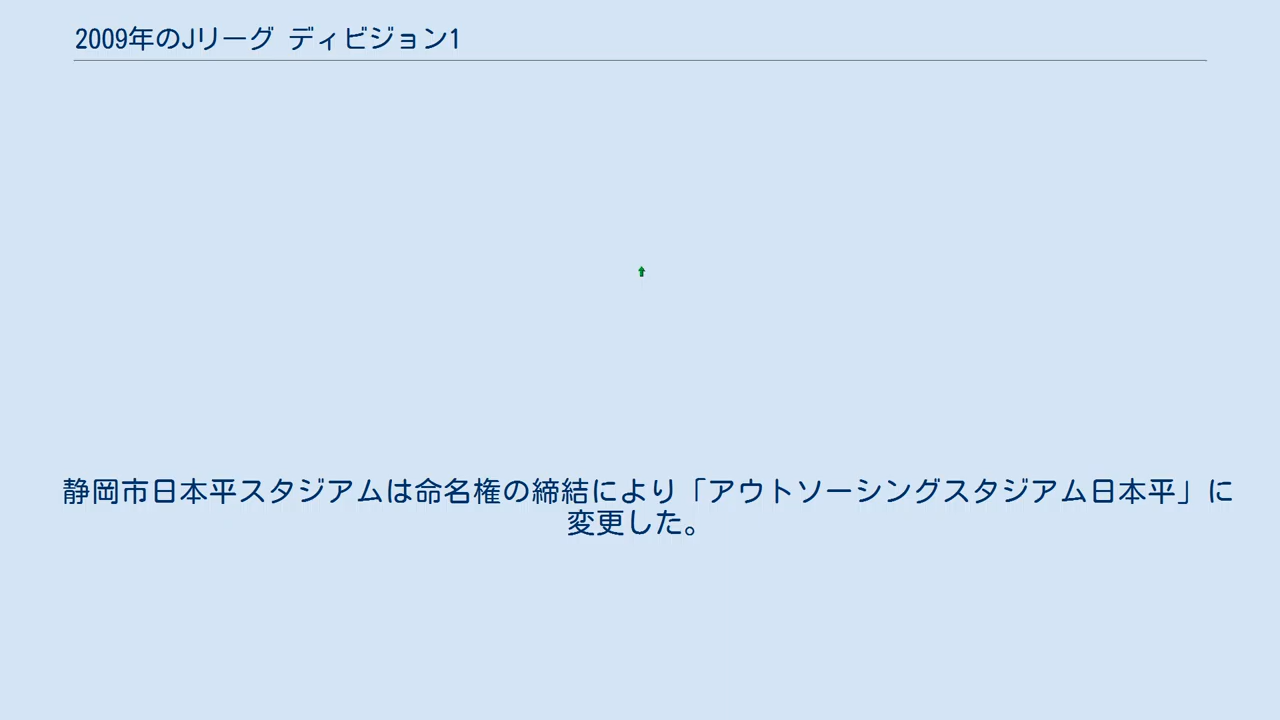 2009年のJリーグ ディビジョン1
静岡市日本平スタジアムは命名権の締結により「アウトソーシングスタジアム日本平」に
変更した。